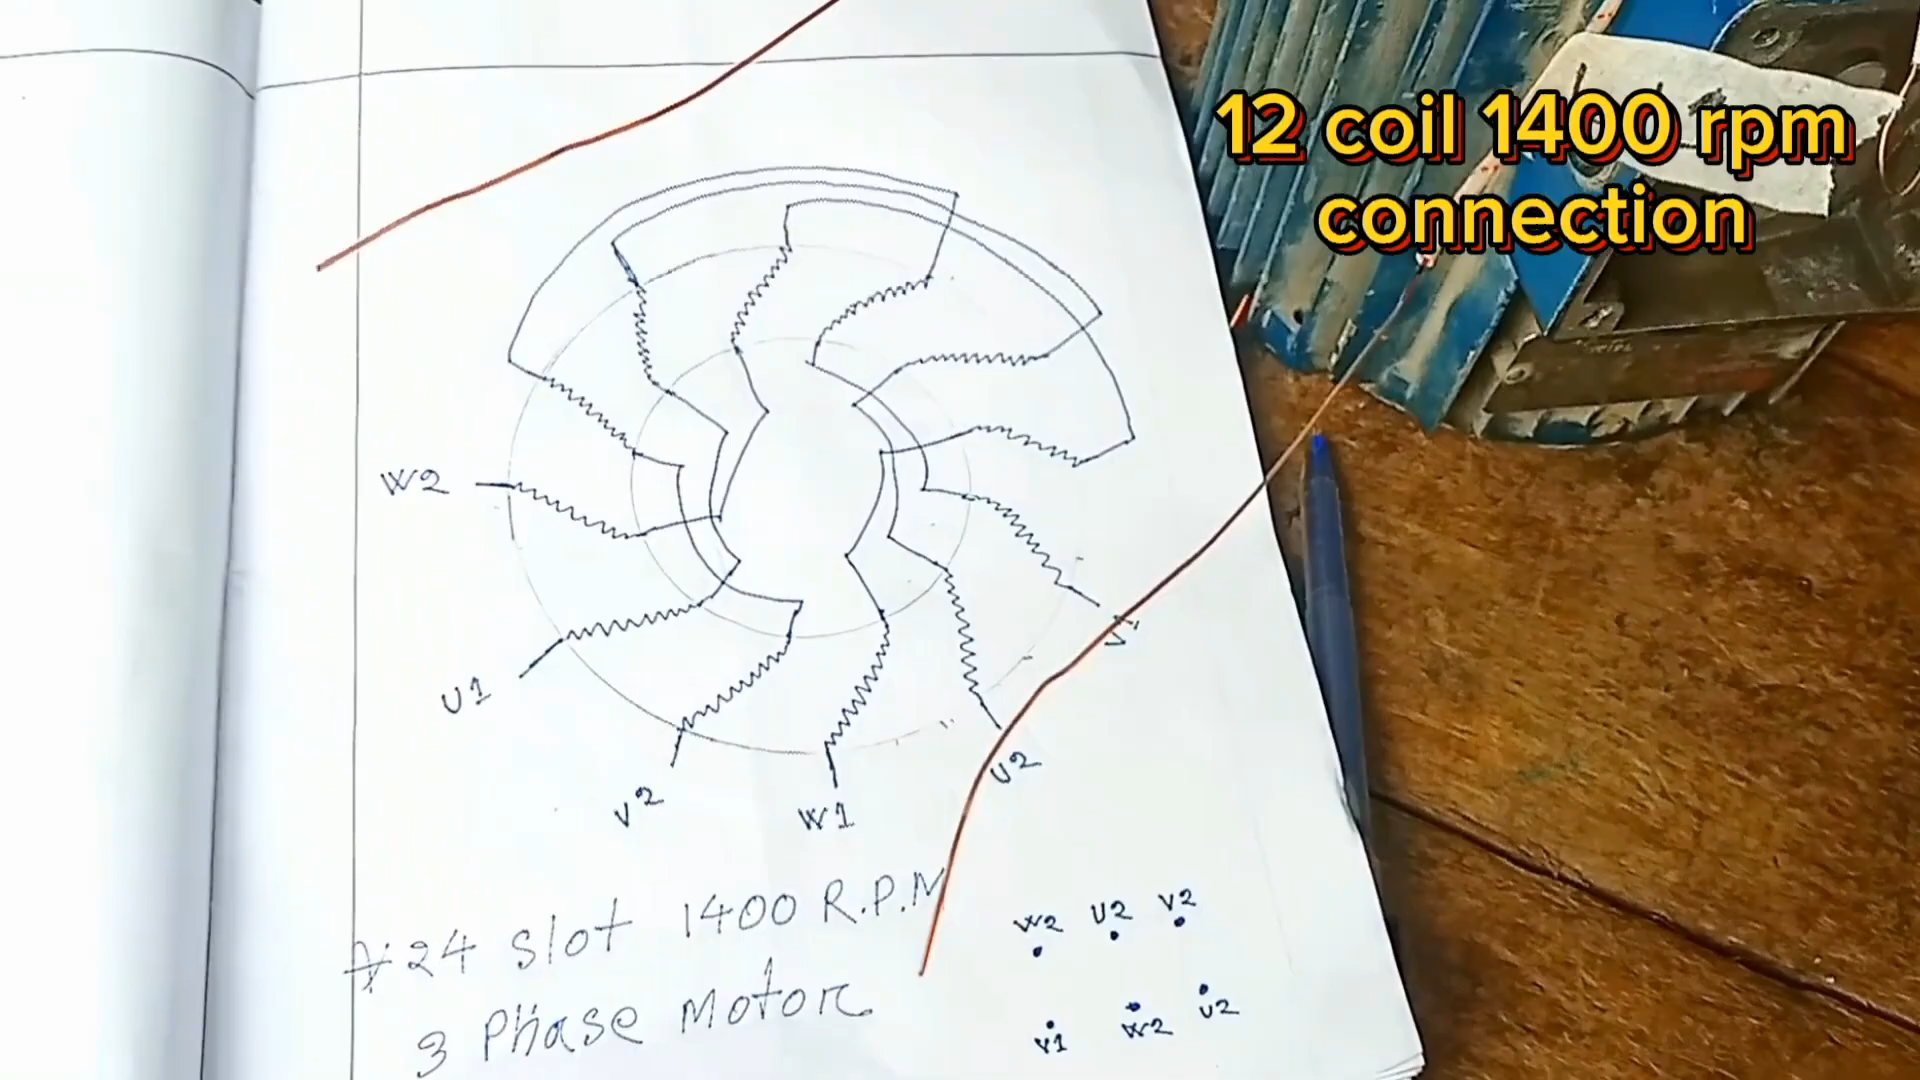 12 coil 1400 rpm
connection
W2
U1
V2
W1
U2
V1
24 Slot 1400 R.P.M
3 Phase Motor
W2 U2 V2
V1 W2 U2